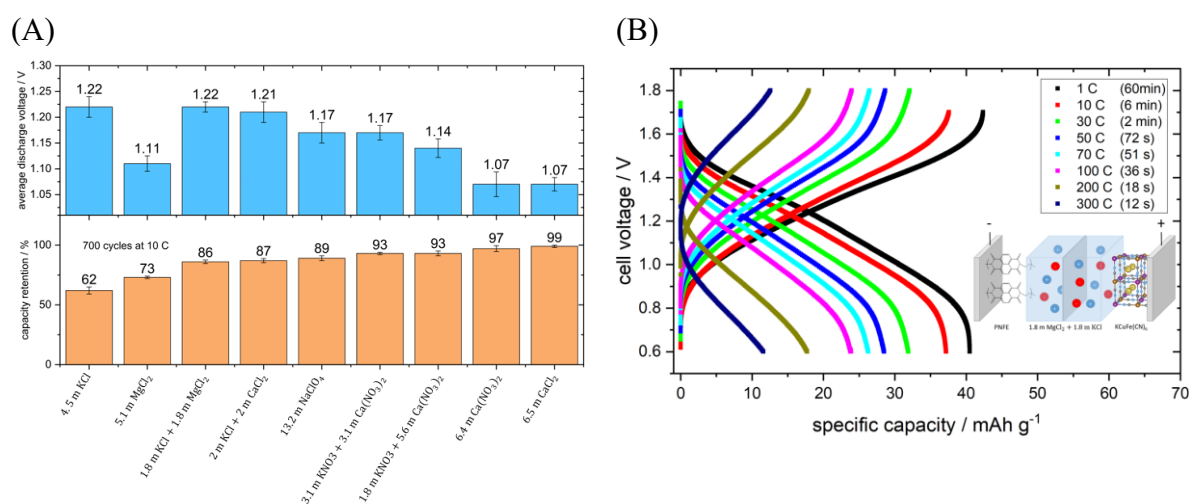 (A)
(B)
average discharge voltage / V
1.30
1.25
1.20
1.15
1.10
1.05
1.22
1.11
1.22
1.21
1.17
1.17
1.14
1.07
1.07
capacity retention / %
100
50
0
700 cycles at 10 C
62
73
86
87
89
93
93
97
99
4.5 m KCl
5.1 m MgCl₂
1.8 m KCl + 1.8 m MgCl₂
2 m KCl + 2 m CaCl₂
13.2 m NaClO₄
3.1 m KNO3 + 3.1 m Ca(NO₃)₂
1.8 m KNO3 + 5.6 m Ca(NO₃)₂
6.4 m Ca(NO₃)₂
6.5 m CaCl₂
cell voltage / V
1.8
1.6
1.4
1.2
1.0
0.8
0.6
1 C (60min)
10 C (6 min)
30 C (2 min)
50 C (72 s)
70 C (51 s)
100 C (36 s)
200 C (18 s)
300 C (12 s)
- +
PNFE 1.8 m MgCl₂ + 1.8 m KCl KCuFe(CN)₆
0 10 20 30 40 50 60 70
specific capacity / mAh g⁻¹